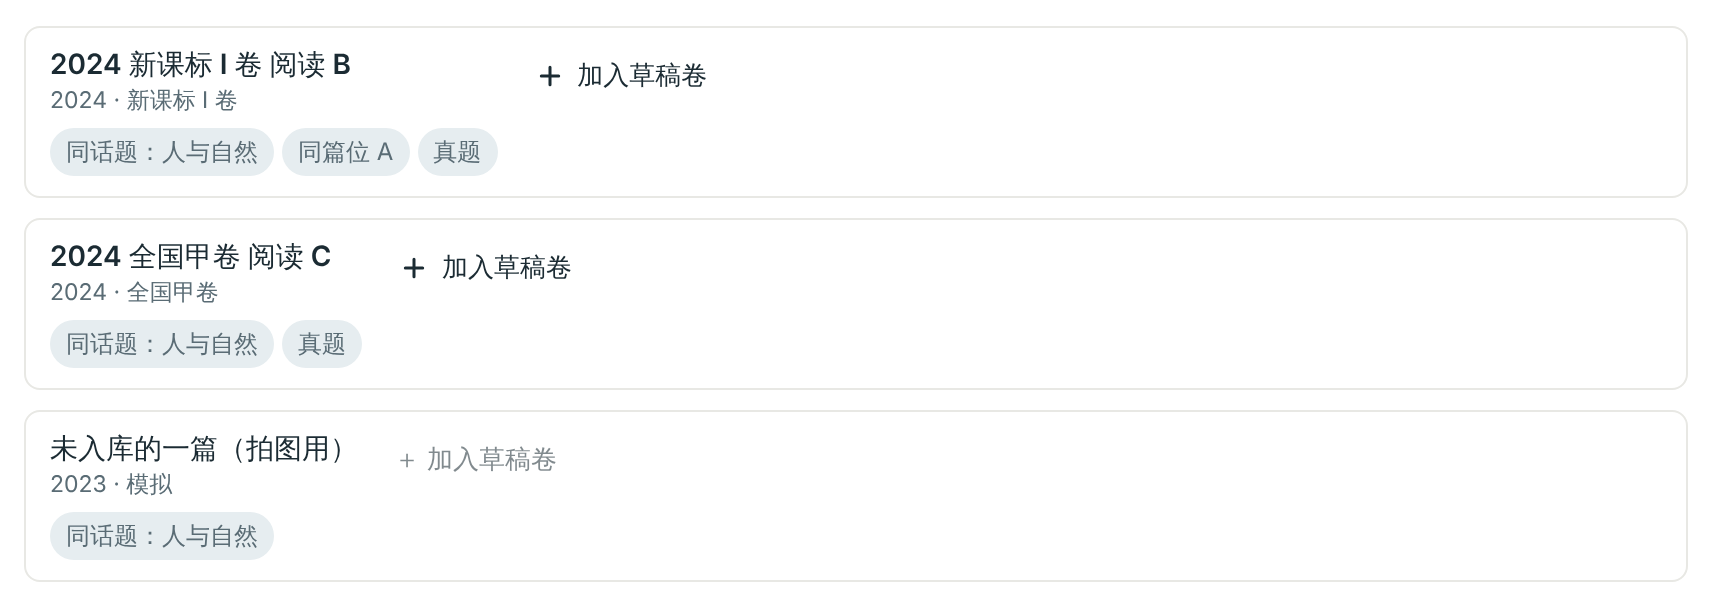 2024 新课标 I 卷 阅读 B
+ 加入草稿卷
2024 · 新课标 I 卷
同话题：人与自然 同篇位 A 真题
2024 全国甲卷 阅读 C
+ 加入草稿卷
2024 · 全国甲卷
同话题：人与自然 真题
未入库的一篇（拍图用）
+ 加入草稿卷
2023 · 模拟
同话题：人与自然